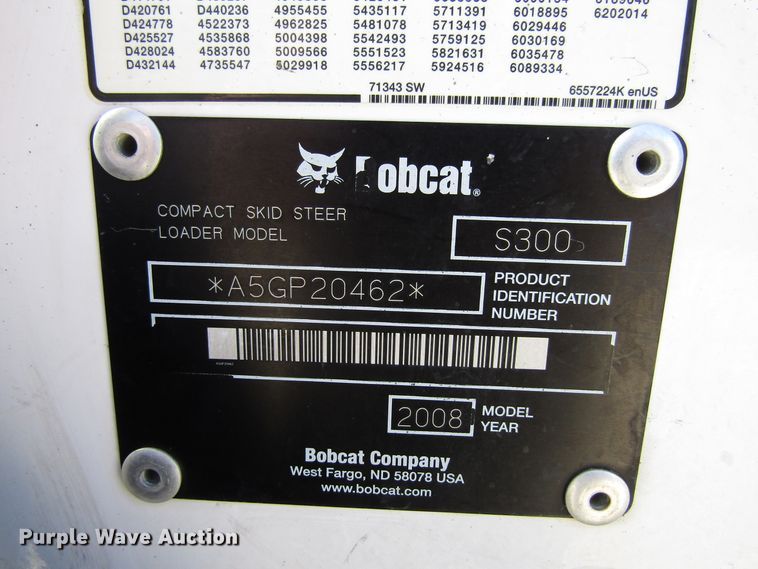 D420776 D440236 4955455 5435117 5711391 6018895 6202014
D424778 4522373 4962825 5481078 5713419 6029446
D425527 4535868 5004398 5542493 5759125 6030169
D428024 4583760 5009566 5551523 5821631 6035478
D432144 4735547 5029918 5556217 5924516 6089334
71343 SW 6557224K enUS
Bobcat®
COMPACT SKID STEER
LOADER MODEL
S300
*A5GP20462*
PRODUCT
IDENTIFICATION
NUMBER
2008
MODEL
YEAR
Bobcat Company
West Fargo, ND 58078 USA
www.bobcat.com
Purple Wave Auction